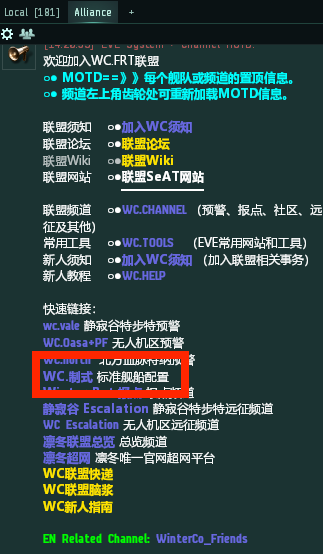 Local [181] Alliance +
[14:26:53] EVE System > Channel MOTD:
欢迎加入WC.FRT联盟
○● MOTD==》》每个舰队或频道的置顶信息。
○● 频道左上角齿轮处可重新加载MOTD信息。
联盟须知 ○●加入WC须知
联盟论坛 ○●联盟论坛
联盟Wiki ○●联盟Wiki
联盟网站 ○●联盟SeAT网站
联盟频道 ○●WC.CHANNEL (预警、报点、社区、远
征及其他)
常用工具 ○●WC.TOOLS (EVE常用网站和工具)
新人须知 ○●加入WC须知 (加入联盟相关事务)
新人教程 ○●WC.HELP
快速链接:
wc.vale 静寂谷特步特预警
WC.Oasa+PF 无人机区预警
wc.north 北方血脉特纳预警
WC.制式 标准舰船配置
静寂谷 Escalation 静寂谷特步特远征频道
WC Escalation 无人机区远征频道
凛冬联盟总览 总览频道
凛冬超网 凛冬唯一官网超网平台
WC联盟快递
WC联盟脑浆
WC新人指南
EN Related Channel: WinterCo_Friends